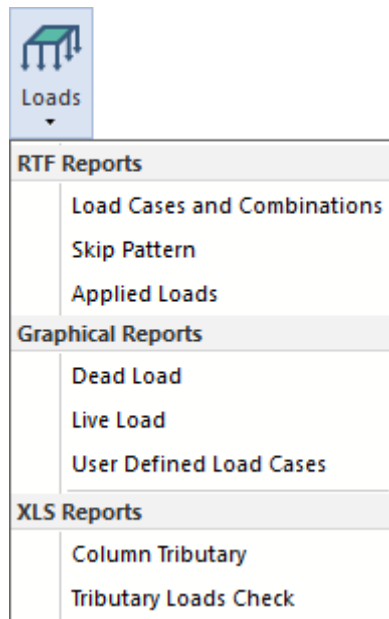 Loads
RTF Reports
Load Cases and Combinations
Skip Pattern
Applied Loads
Graphical Reports
Dead Load
Live Load
User Defined Load Cases
XLS Reports
Column Tributary
Tributary Loads Check